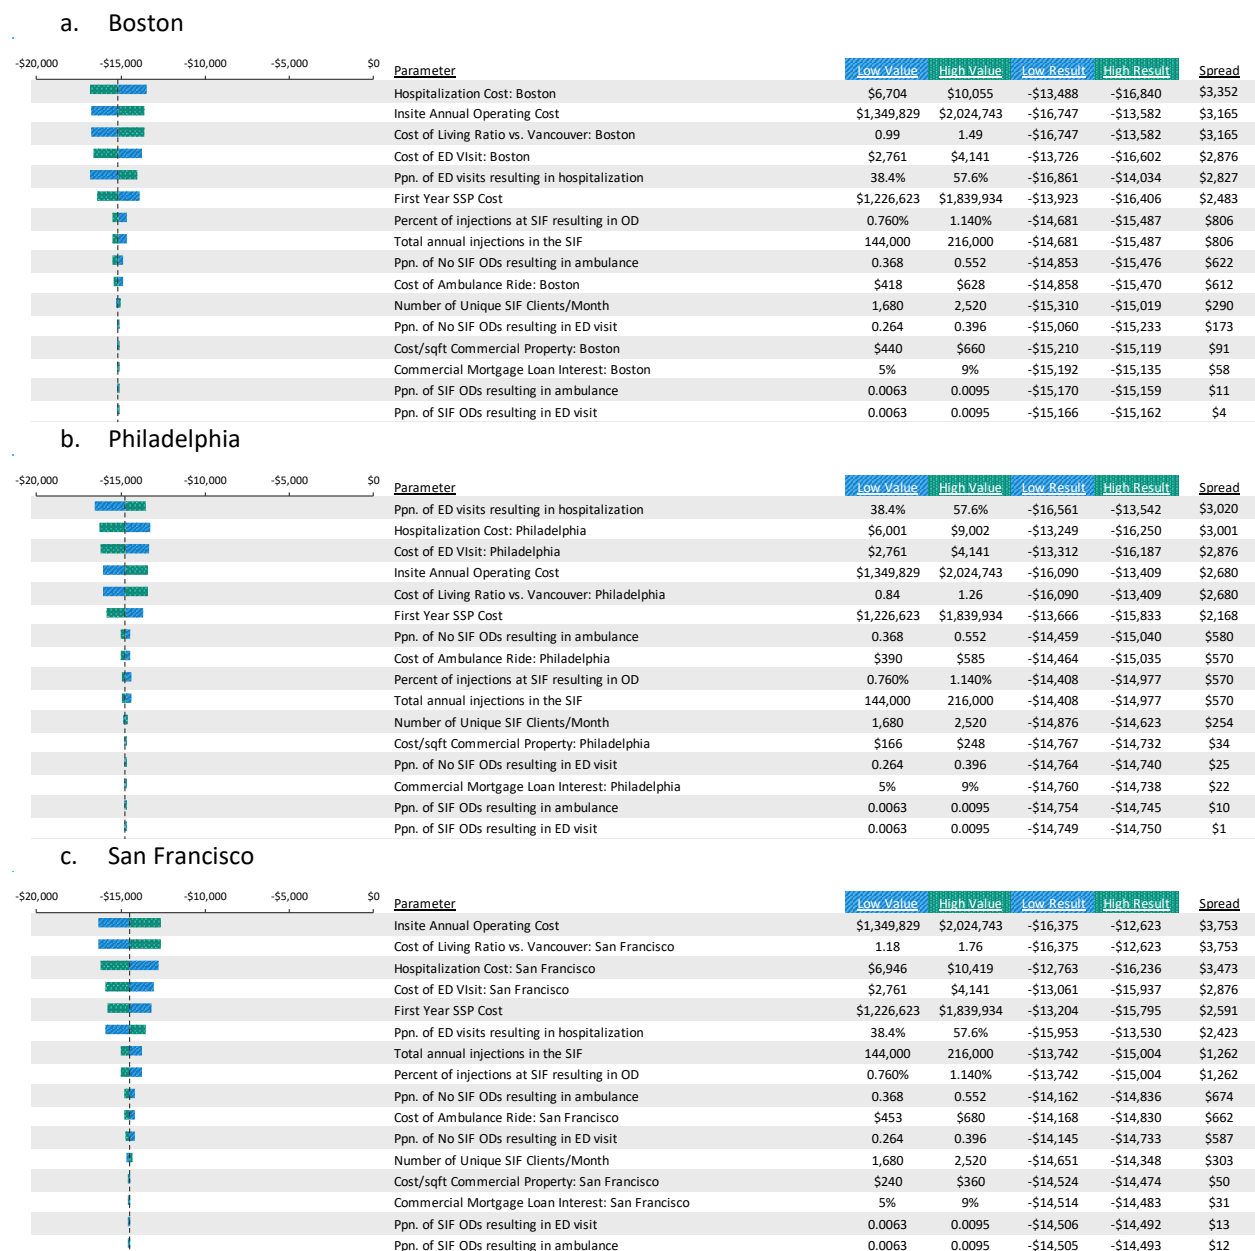 a. Boston
-$20,000 -$15,000 -$10,000 -$5,000 $0 Parameter Low Value High Value Low Result High Result Spread
Hospitalization Cost: Boston $6,704 $10,055 -$13,488 -$16,840 $3,352
Insite Annual Operating Cost $1,349,829 $2,024,743 -$16,747 -$13,582 $3,165
Cost of Living Ratio vs. Vancouver: Boston 0.99 1.49 -$16,747 -$13,582 $3,165
Cost of ED VIsit: Boston $2,761 $4,141 -$13,726 -$16,602 $2,876
Ppn. of ED visits resulting in hospitalization 38.4% 57.6% -$16,861 -$14,034 $2,827
First Year SSP Cost $1,226,623 $1,839,934 -$13,923 -$16,406 $2,483
Percent of injections at SIF resulting in OD 0.760% 1.140% -$14,681 -$15,487 $806
Total annual injections in the SIF 144,000 216,000 -$14,681 -$15,487 $806
Ppn. of No SIF ODs resulting in ambulance 0.368 0.552 -$14,853 -$15,476 $622
Cost of Ambulance Ride: Boston $418 $628 -$14,858 -$15,470 $612
Number of Unique SIF Clients/Month 1,680 2,520 -$15,310 -$15,019 $290
Ppn. of No SIF ODs resulting in ED visit 0.264 0.396 -$15,060 -$15,233 $173
Cost/sqft Commercial Property: Boston $440 $660 -$15,210 -$15,119 $91
Commercial Mortgage Loan Interest: Boston 5% 9% -$15,192 -$15,135 $58
Ppn. of SIF ODs resulting in ambulance 0.0063 0.0095 -$15,170 -$15,159 $11
Ppn. of SIF ODs resulting in ED visit 0.0063 0.0095 -$15,166 -$15,162 $4
b. Philadelphia
-$20,000 -$15,000 -$10,000 -$5,000 $0 Parameter Low Value High Value Low Result High Result Spread
Ppn. of ED visits resulting in hospitalization 38.4% 57.6% -$16,561 -$13,542 $3,020
Hospitalization Cost: Philadelphia $6,001 $9,002 -$13,249 -$16,250 $3,001
Cost of ED VIsit: Philadelphia $2,761 $4,141 -$13,312 -$16,187 $2,876
Insite Annual Operating Cost $1,349,829 $2,024,743 -$16,090 -$13,409 $2,680
Cost of Living Ratio vs. Vancouver: Philadelphia 0.84 1.26 -$16,090 -$13,409 $2,680
First Year SSP Cost $1,226,623 $1,839,934 -$13,666 -$15,833 $2,168
Ppn. of No SIF ODs resulting in ambulance 0.368 0.552 -$14,459 -$15,040 $580
Cost of Ambulance Ride: Philadelphia $390 $585 -$14,464 -$15,035 $570
Percent of injections at SIF resulting in OD 0.760% 1.140% -$14,408 -$14,977 $570
Total annual injections in the SIF 144,000 216,000 -$14,408 -$14,977 $570
Number of Unique SIF Clients/Month 1,680 2,520 -$14,876 -$14,623 $254
Cost/sqft Commercial Property: Philadelphia $166 $248 -$14,767 -$14,732 $34
Ppn. of No SIF ODs resulting in ED visit 0.264 0.396 -$14,764 -$14,740 $25
Commercial Mortgage Loan Interest: Philadelphia 5% 9% -$14,760 -$14,738 $22
Ppn. of SIF ODs resulting in ambulance 0.0063 0.0095 -$14,754 -$14,745 $10
Ppn. of SIF ODs resulting in ED visit 0.0063 0.0095 -$14,749 -$14,750 $1
c. San Francisco
-$20,000 -$15,000 -$10,000 -$5,000 $0 Parameter Low Value High Value Low Result High Result Spread
Insite Annual Operating Cost $1,349,829 $2,024,743 -$16,375 -$12,623 $3,753
Cost of Living Ratio vs. Vancouver: San Francisco 1.18 1.76 -$16,375 -$12,623 $3,753
Hospitalization Cost: San Francisco $6,946 $10,419 -$12,763 -$16,236 $3,473
Cost of ED VIsit: San Francisco $2,761 $4,141 -$13,061 -$15,937 $2,876
First Year SSP Cost $1,226,623 $1,839,934 -$13,204 -$15,795 $2,591
Ppn. of ED visits resulting in hospitalization 38.4% 57.6% -$15,953 -$13,530 $2,423
Total annual injections in the SIF 144,000 216,000 -$13,742 -$15,004 $1,262
Percent of injections at SIF resulting in OD 0.760% 1.140% -$13,742 -$15,004 $1,262
Ppn. of No SIF ODs resulting in ambulance 0.368 0.552 -$14,162 -$14,836 $674
Cost of Ambulance Ride: San Francisco $453 $680 -$14,168 -$14,830 $662
Ppn. of No SIF ODs resulting in ED visit 0.264 0.396 -$14,145 -$14,733 $587
Number of Unique SIF Clients/Month 1,680 2,520 -$14,651 -$14,348 $303
Cost/sqft Commercial Property: San Francisco $240 $360 -$14,524 -$14,474 $50
Commercial Mortgage Loan Interest: San Francisco 5% 9% -$14,514 -$14,483 $31
Ppn. of SIF ODs resulting in ED visit 0.0063 0.0095 -$14,506 -$14,492 $13
Ppn. of SIF ODs resulting in ambulance 0.0063 0.0095 -$14,505 -$14,493 $12